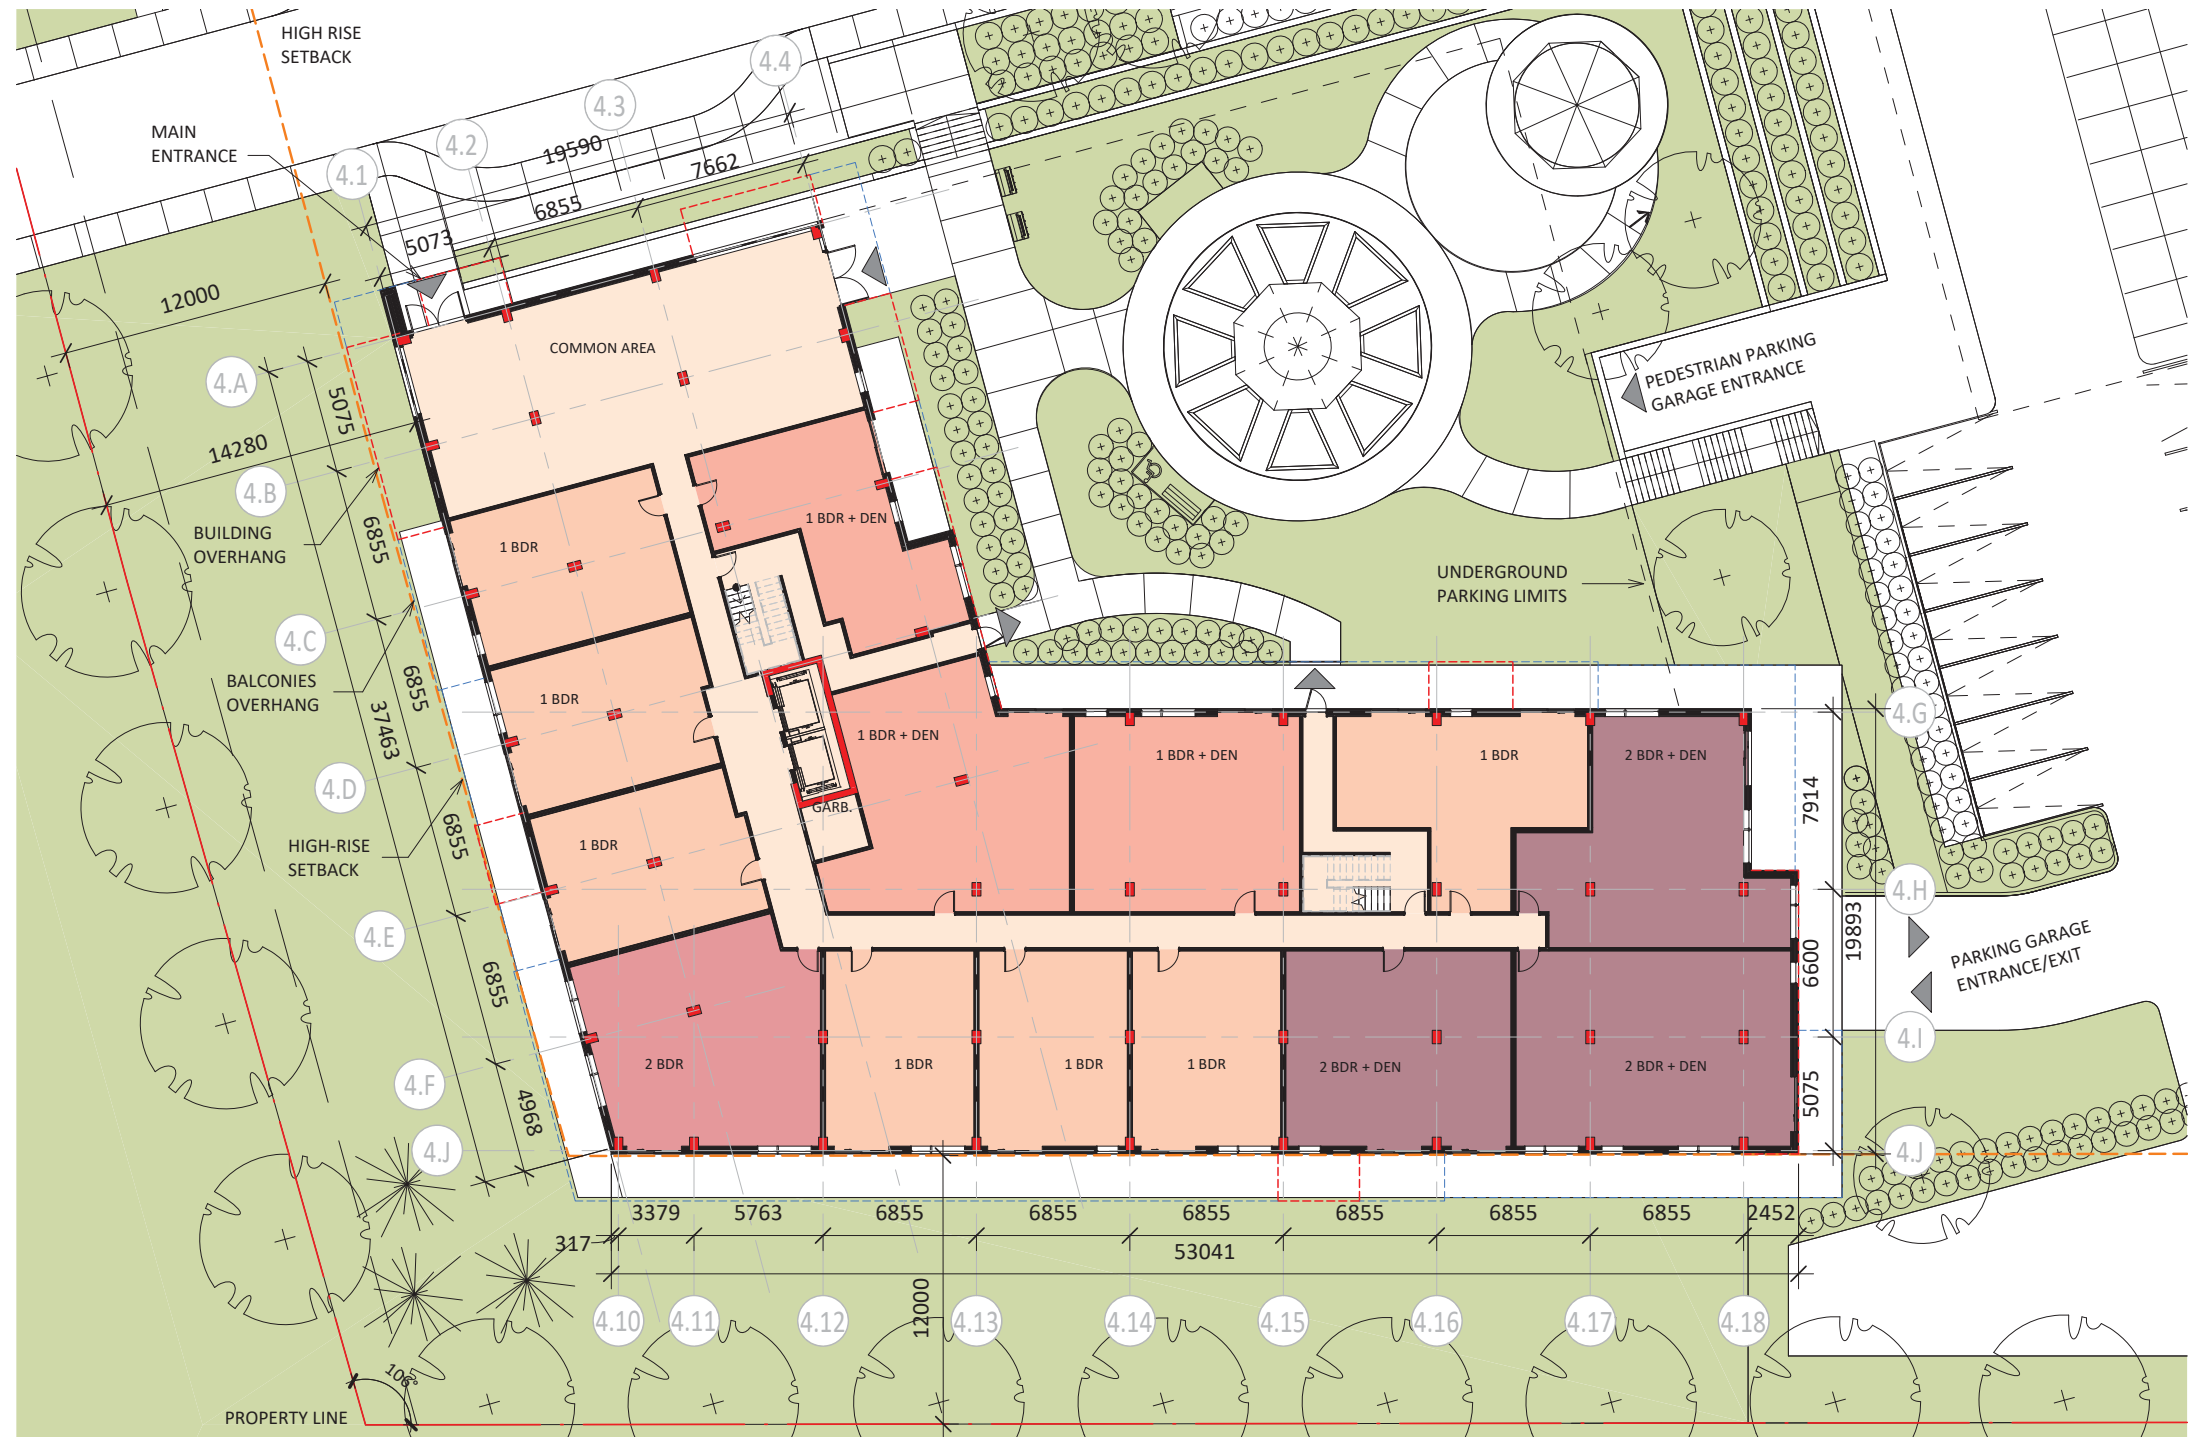 HIGH RISE
SETBACK
MAIN
ENTRANCE
4.1
4.2
4.3
4.4
19590
7662
6855
5073
12000
14280
4.A
4.B
4.C
4.D
4.E
4.F
4.J
5075
6855
6855
6855
6855
4968
37463
BUILDING
OVERHANG
BALCONIES
OVERHANG
HIGH-RISE
SETBACK
COMMON AREA
1 BDR
1 BDR + DEN
1 BDR
1 BDR
GARB.
1 BDR + DEN
1 BDR + DEN
1 BDR
2 BDR + DEN
2 BDR
1 BDR
1 BDR
1 BDR
2 BDR + DEN
2 BDR + DEN
PEDESTRIAN PARKING
GARAGE ENTRANCE
UNDERGROUND
PARKING LIMITS
PARKING GARAGE
ENTRANCE/EXIT
4.G
4.H
4.I
4.J
7914
6600
5075
19893
317
3379
5763
6855
6855
6855
6855
6855
6855
2452
53041
12000
4.10
4.11
4.12
4.13
4.14
4.15
4.16
4.17
4.18
106°
PROPERTY LINE